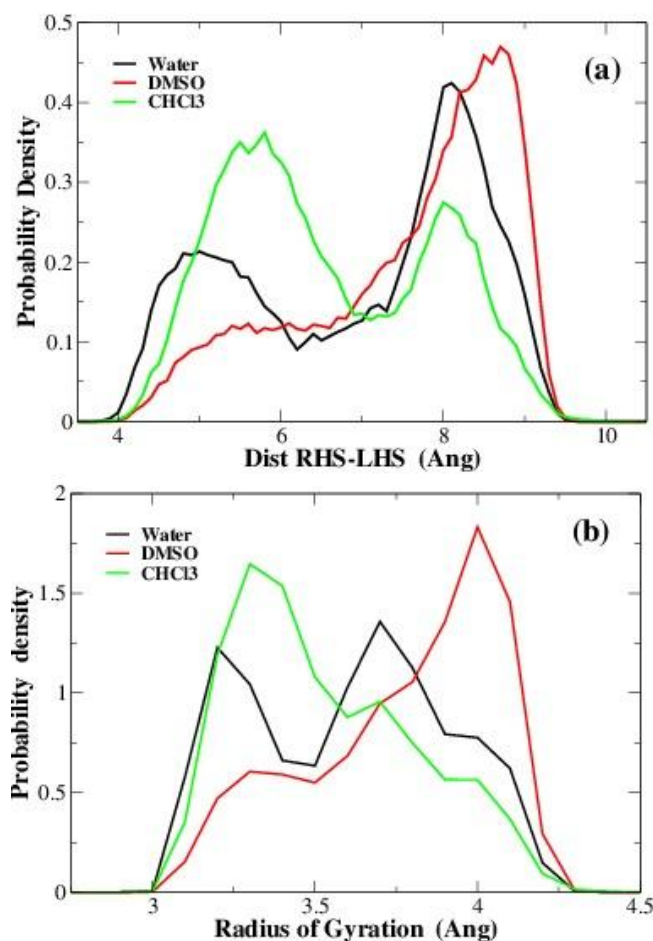 0.5
Water
DMSO
CHCl3
(a)
0.4
0.3
0.2
0.1
0
Probability Density
4
6
8
10
Dist RHS-LHS (Ang)
2
Water
DMSO
CHCl3
(b)
1.5
1
0.5
0
Probability density
3
3.5
4
4.5
Radius of Gyration (Ang)